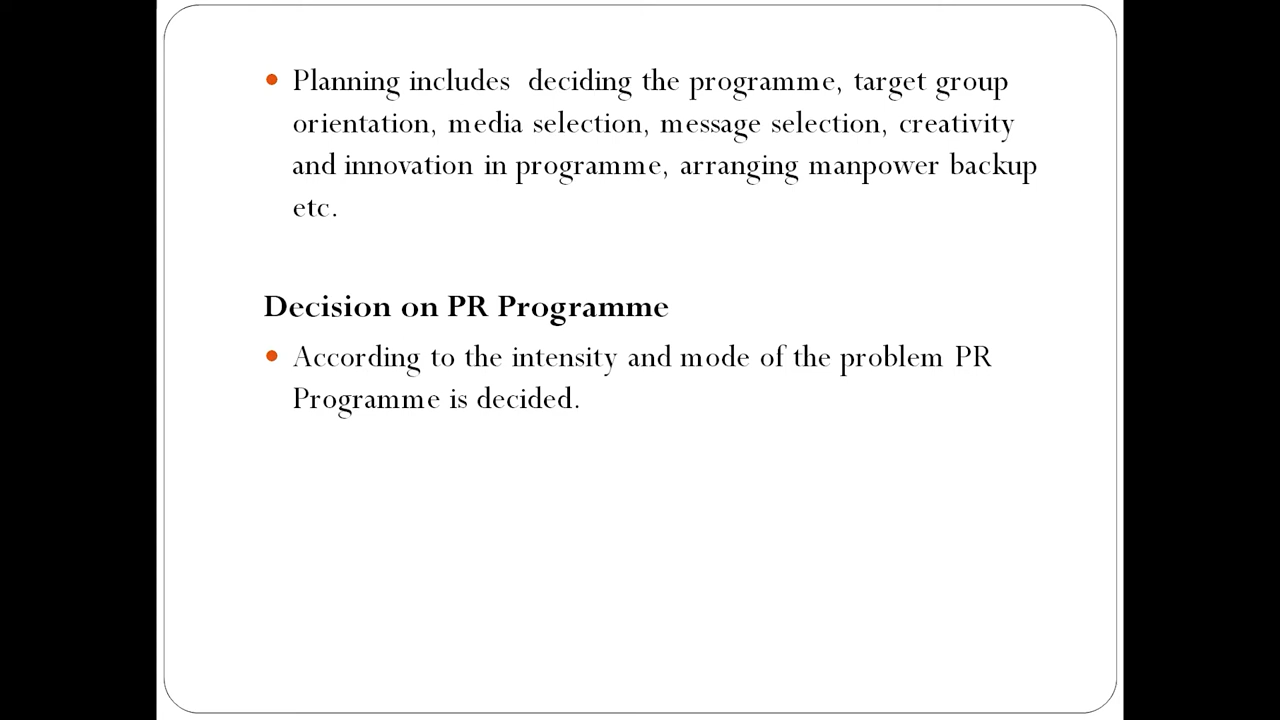 • Planning includes  deciding the programme, target group
orientation, media selection, message selection, creativity
and innovation in programme, arranging manpower backup
etc.
Decision on PR Programme
• According to the intensity and mode of the problem PR
Programme is decided.